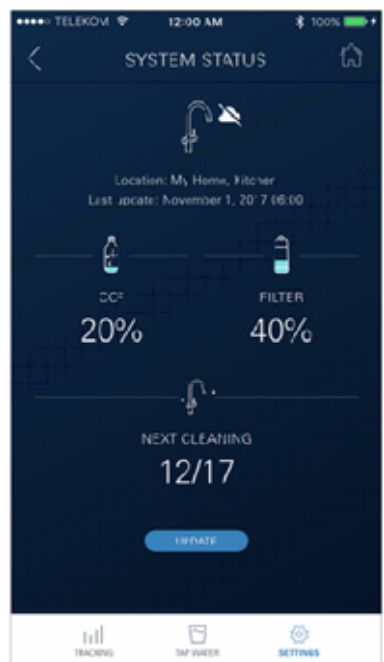 TELEKOM 12:00 AM 100%
SYSTEM STATUS
Location: My Home, Kitchen
Last update: November 1, 2017 06:00
CO² FILTER
20% 40%
NEXT CLEANING
12/17
UPDATE
TRACKING TAP WATER SETTINGS